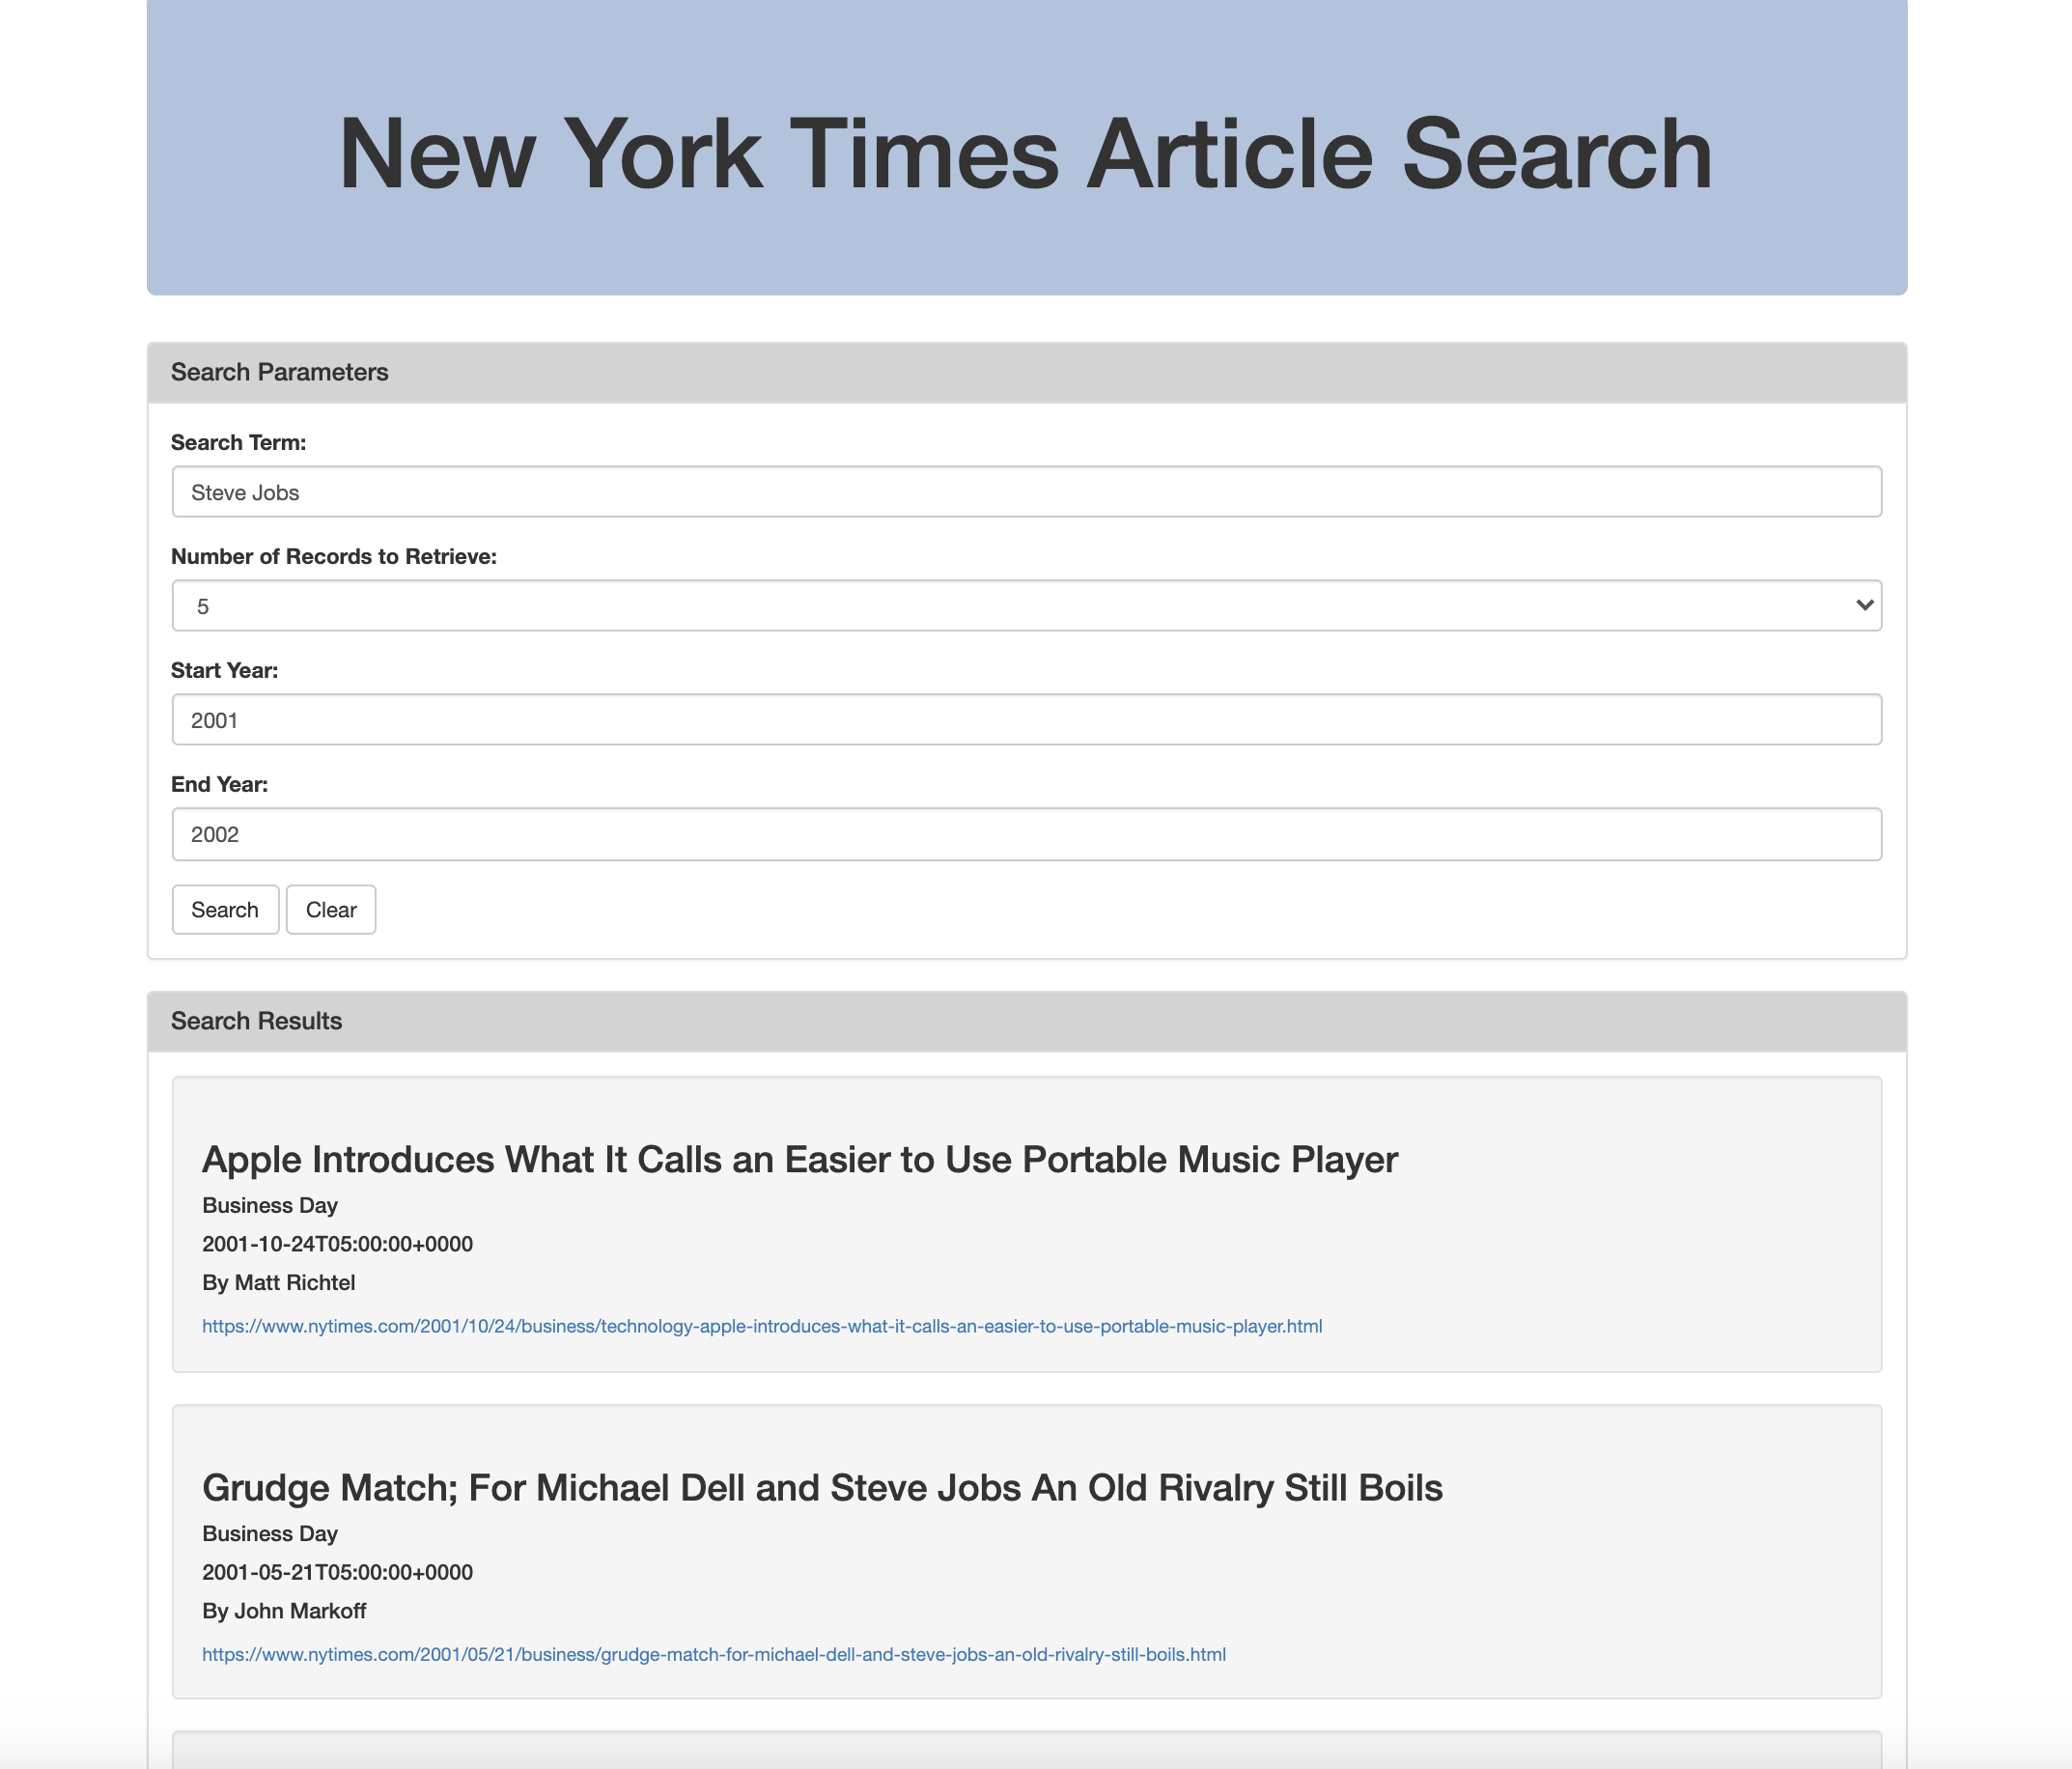 New York Times Article Search
Search Parameters
Search Term:
Steve Jobs
Number of Records to Retrieve:
5
Start Year:
2001
End Year:
2002
Search Clear
Search Results
Apple Introduces What It Calls an Easier to Use Portable Music Player
Business Day
2001-10-24T05:00:00+0000
By Matt Richtel
https://www.nytimes.com/2001/10/24/business/technology-apple-introduces-what-it-calls-an-easier-to-use-portable-music-player.html
Grudge Match; For Michael Dell and Steve Jobs An Old Rivalry Still Boils
Business Day
2001-05-21T05:00:00+0000
By John Markoff
https://www.nytimes.com/2001/05/21/business/grudge-match-for-michael-dell-and-steve-jobs-an-old-rivalry-still-boils.html